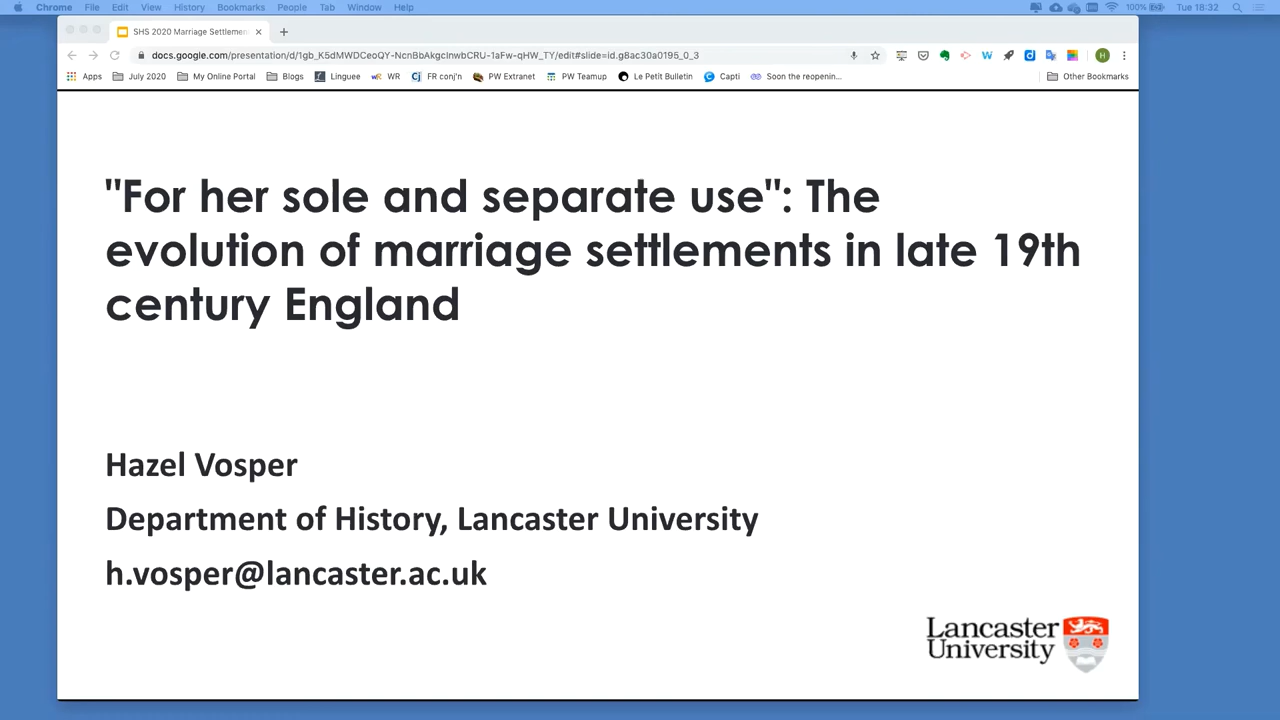 Chrome File Edit View History Bookmarks People Tab Window Help 100% Tue 18:32
SHS 2020 Marriage Settlemen
docs.google.com/presentation/d/1gb_K5dMWDCeoQY-NcnBbAkgcInwbCRU-1aFw-qHW_TY/edit#slide=id.g8ac30a0195_0_3 H
Apps July 2020 My Online Portal Blogs Linguee WR FR conj'n PW Extranet PW Teamup Le Petit Bulletin Capti Soon the reopenin... Other Bookmarks
"For her sole and separate use": The
evolution of marriage settlements in late 19th
century England
Hazel Vosper
Department of History, Lancaster University
h.vosper@lancaster.ac.uk
Lancaster
University